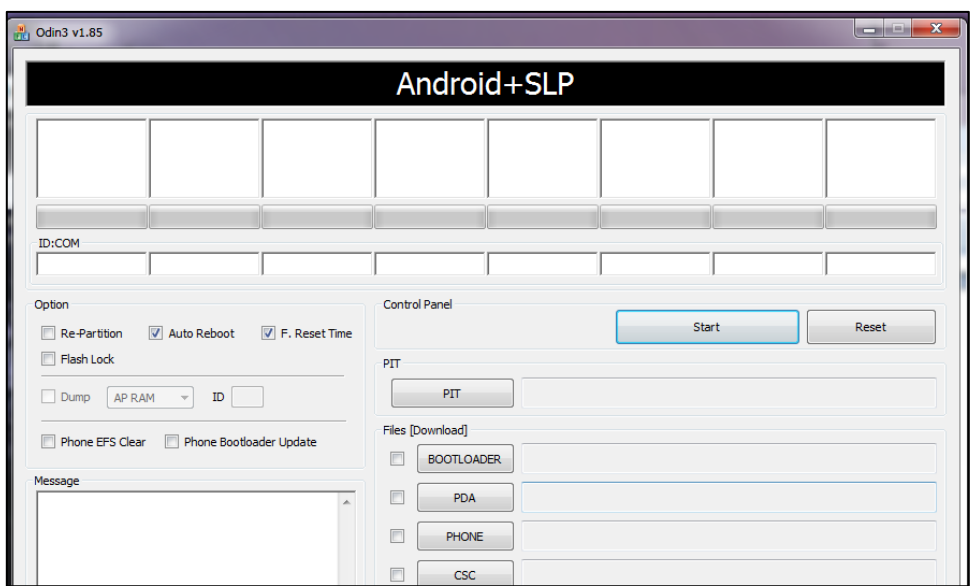 Odin3 v1.85
Android+SLP
ID:COM
Option
Re-Partition Auto Reboot F. Reset Time
Flash Lock
Dump AP RAM ID
Phone EFS Clear Phone Bootloader Update
Message
Control Panel
Start Reset
PIT
PIT
Files [Download]
BOOTLOADER
PDA
PHONE
CSC